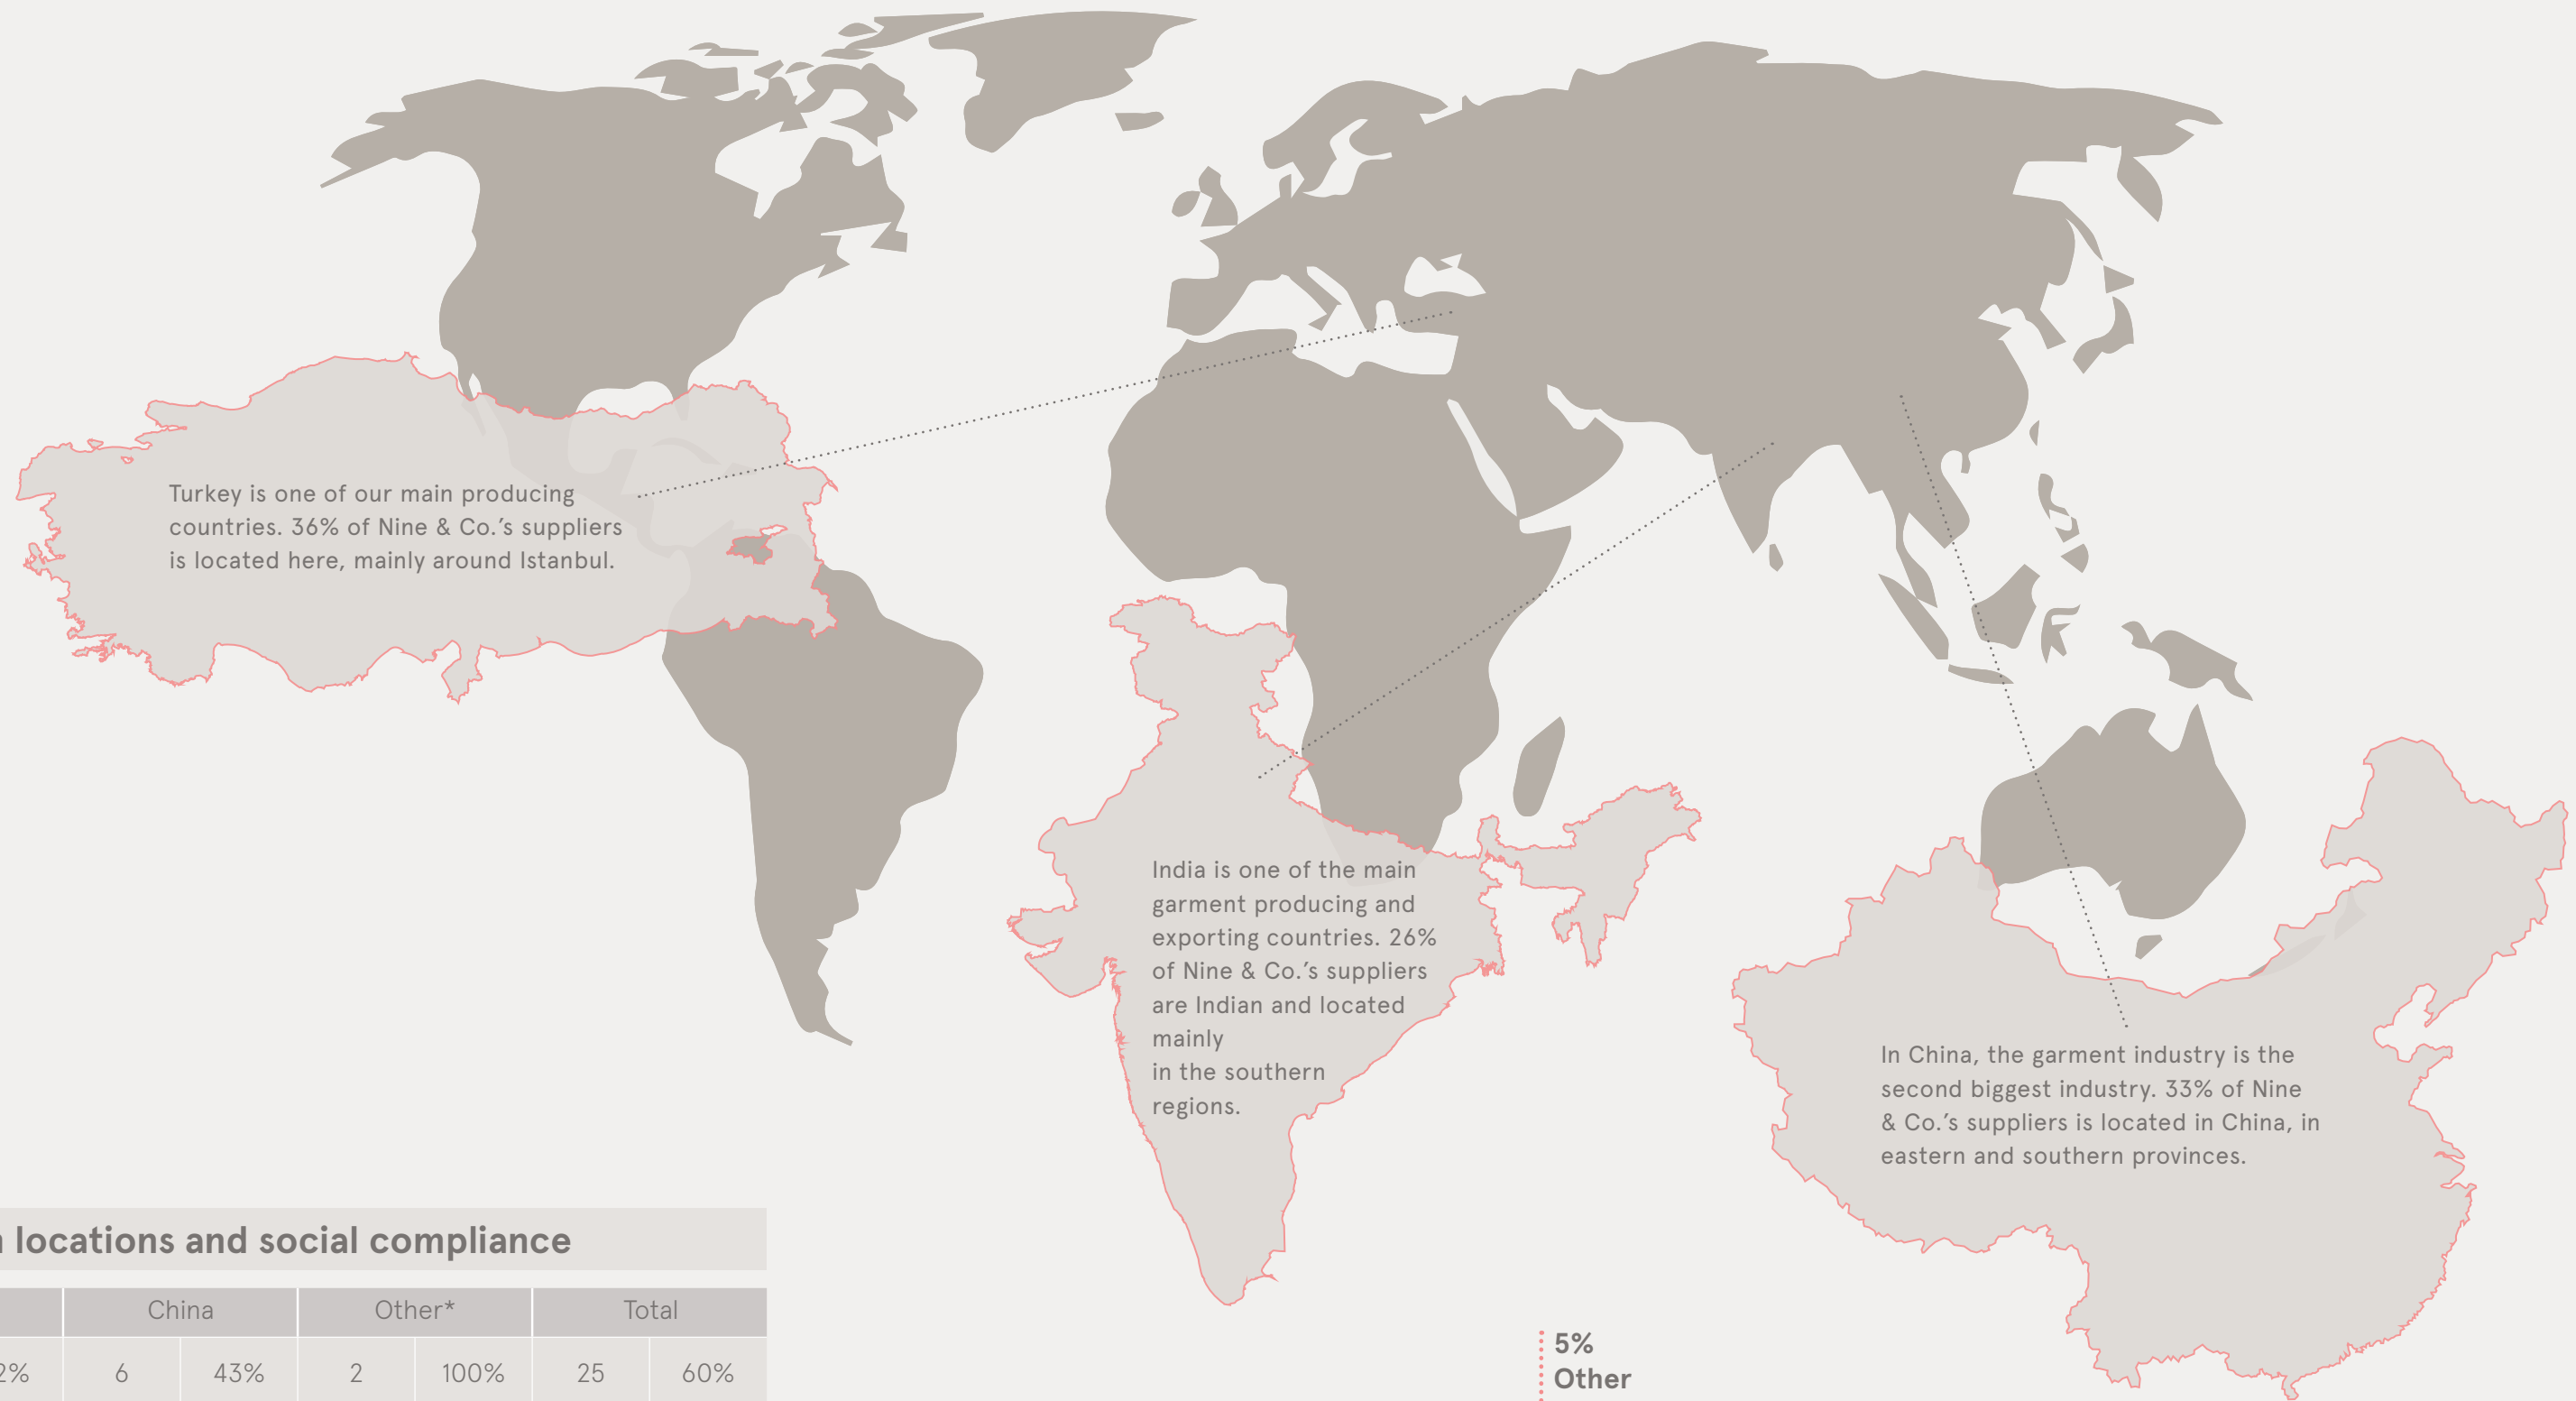 Turkey is one of our main producing
countries. 36% of Nine & Co.’s suppliers
is located here, mainly around Istanbul.
India is one of the main
garment producing and
exporting countries. 26%
of Nine & Co.’s suppliers
are Indian and located
mainly
in the southern
regions.
In China, the garment industry is the
second biggest industry. 33% of Nine
& Co.’s suppliers is located in China, in
eastern and southern provinces.
locations and social compliance
China Other* Total
2% 6 43% 2 100% 25 60%
5%
Other